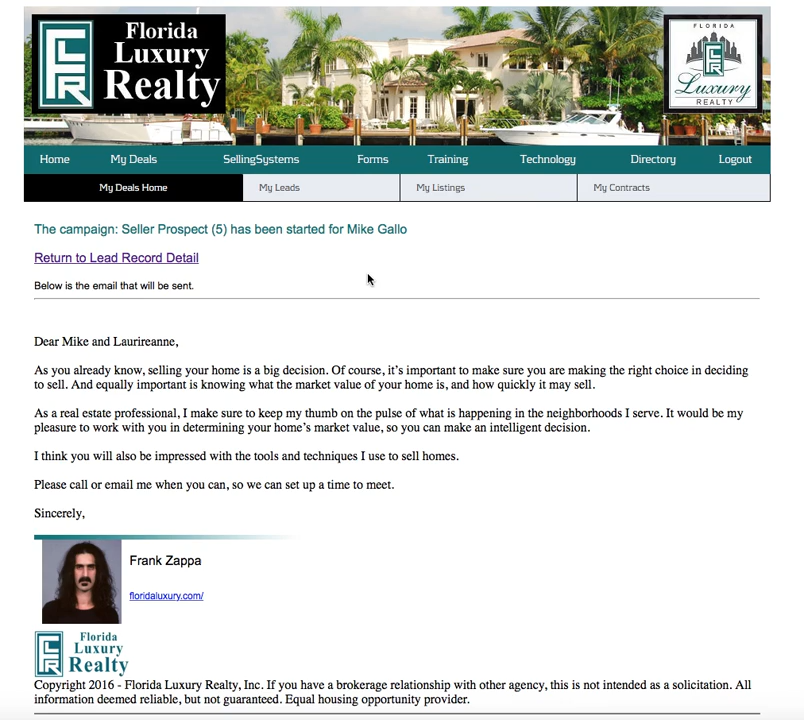 Florida
Luxury
Realty
FLORIDA
Luxury
REALTY
Home My Deals SellingSystems Forms Training Technology Directory Logout
My Deals Home My Leads My Listings My Contracts
The campaign: Seller Prospect (5) has been started for Mike Gallo
Return to Lead Record Detail
Below is the email that will be sent.
Dear Mike and Laurireanne,
As you already know, selling your home is a big decision. Of course, it’s important to make sure you are making the right choice in deciding
to sell. And equally important is knowing what the market value of your home is, and how quickly it may sell.
As a real estate professional, I make sure to keep my thumb on the pulse of what is happening in the neighborhoods I serve. It would be my
pleasure to work with you in determining your home’s market value, so you can make an intelligent decision.
I think you will also be impressed with the tools and techniques I use to sell homes.
Please call or email me when you can, so we can set up a time to meet.
Sincerely,
Frank Zappa
floridaluxury.com/
Florida
Luxury
Realty
Copyright 2016 - Florida Luxury Realty, Inc. If you have a brokerage relationship with other agency, this is not intended as a solicitation. All
information deemed reliable, but not guaranteed. Equal housing opportunity provider.